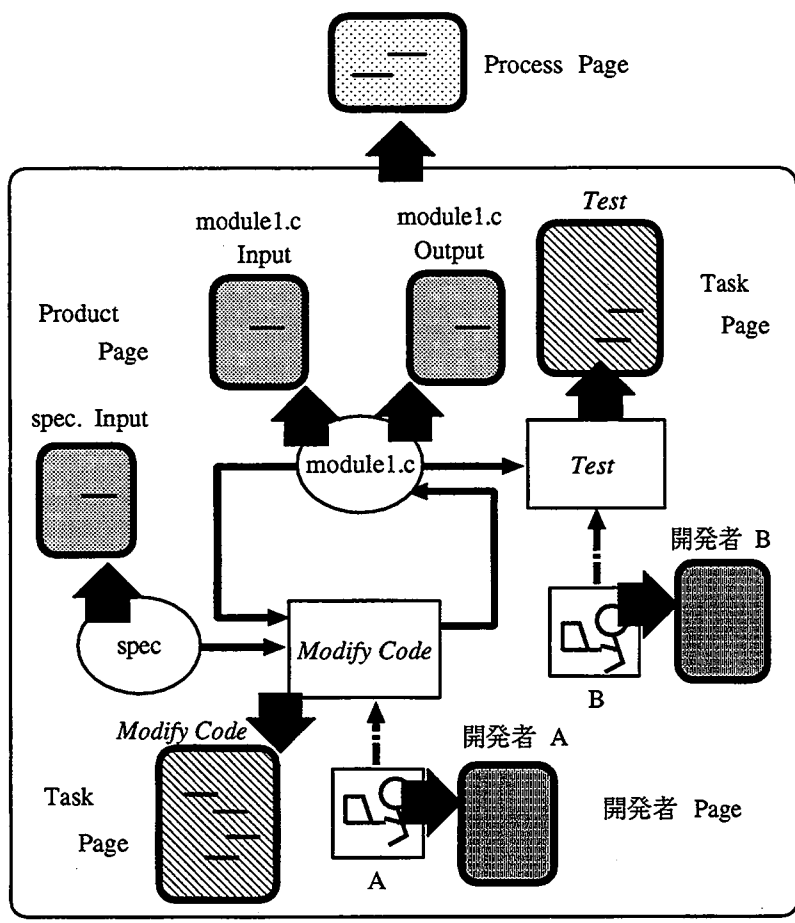 Process Page
module1.c
Input
module1.c
Output
Test
Task
Page
Product
Page
spec. Input
module1.c
Test
開発者 B
spec
Modify Code
B
Modify Code
開発者 A
Task
Page
開発者 Page
A